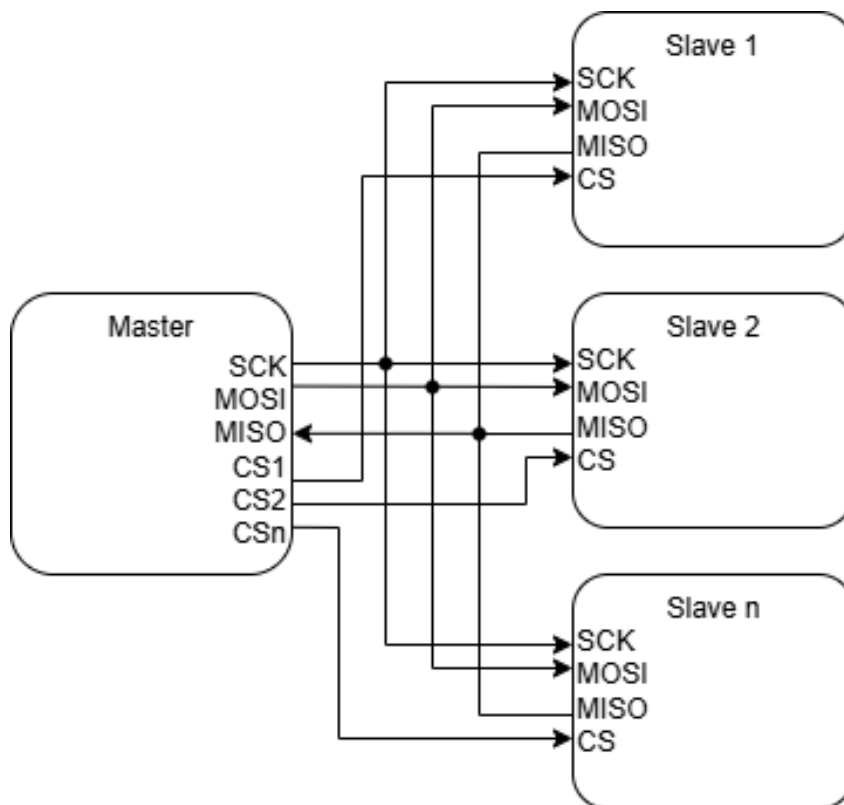 Slave 1
SCK
MOSI
MISO
CS
Master
SCK
MOSI
MISO
CS1
CS2
CSn
Slave 2
SCK
MOSI
MISO
CS
Slave n
SCK
MOSI
MISO
CS